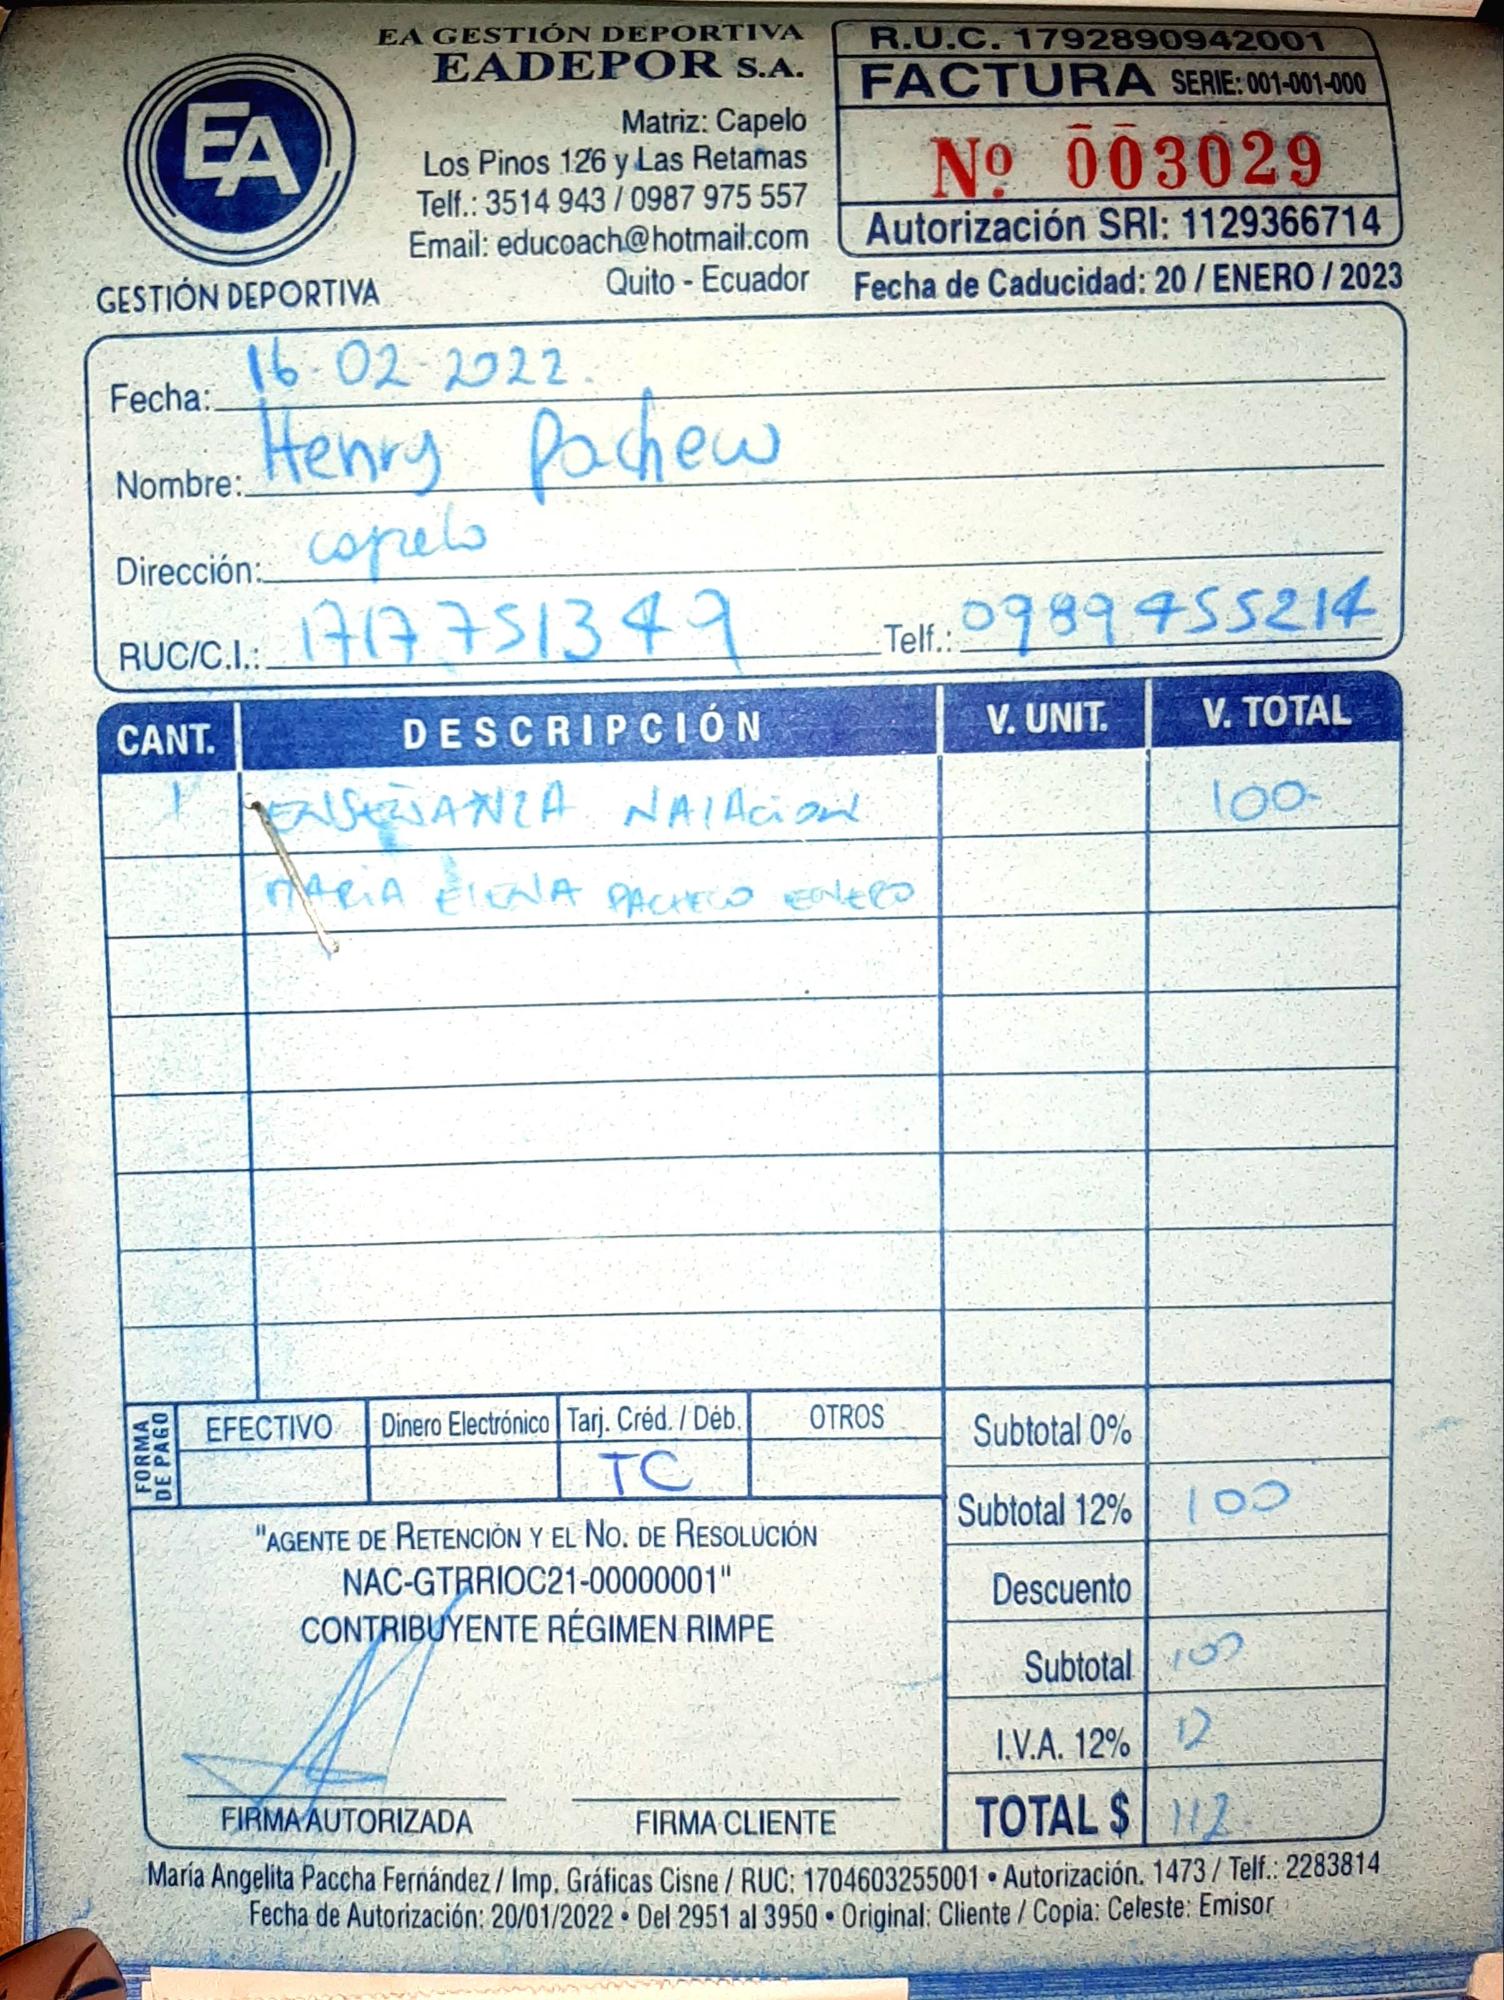 EA GESTIÓN DEPORTIVA
EADEPOR S.A.
EA
GESTIÓN DEPORTIVA
Matriz: Capelo
Los Pinos 126 y Las Retamas
Telf.: 3514 943 / 0987 975 557
Email: educoach@hotmail.com
Quito - Ecuador
R.U.C. 1792890942001
FACTURA SERIE: 001-001-000
Nº 003029
Autorización SRI: 1129366714
Fecha de Caducidad: 20 / ENERO / 2023
Fecha: 16-02-2022.
Nombre: Henry Pacheco
Dirección: capelo
RUC/C.I.: 1717751349 Telf.: 0989455214
CANT. DESCRIPCIÓN V. UNIT. V. TOTAL
1 ENSEÑANZA NATACION 100-
MARIA ELENA PACHECO ENERO
FORMA DE PAGO
EFECTIVO Dinero Electrónico Tarj. Créd. / Déb. OTROS
TC
Subtotal 0%
Subtotal 12% 100
Descuento
Subtotal 100
I.V.A. 12% 12
TOTAL $ 112
"AGENTE DE RETENCIÓN Y EL NO. DE RESOLUCIÓN
NAC-GTRRIOC21-00000001"
CONTRIBUYENTE RÉGIMEN RIMPE
FIRMA AUTORIZADA FIRMA CLIENTE
María Angelita Paccha Fernández / Imp. Gráficas Cisne / RUC: 1704603255001 • Autorización. 1473 / Telf.: 2283814
Fecha de Autorización: 20/01/2022 • Del 2951 al 3950 • Original: Cliente / Copia: Celeste: Emisor